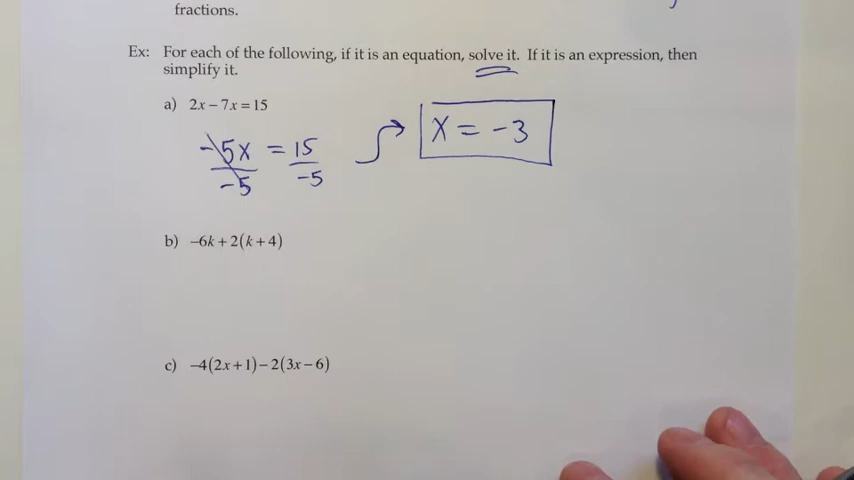 fractions.
Ex: For each of the following, if it is an equation, solve it. If it is an expression, then
simplify it.
a) 2x – 7x = 15
-5x = 15
-5 -5
x = -3
b) –6k + 2(k + 4)
c) –4(2x + 1) – 2(3x – 6)